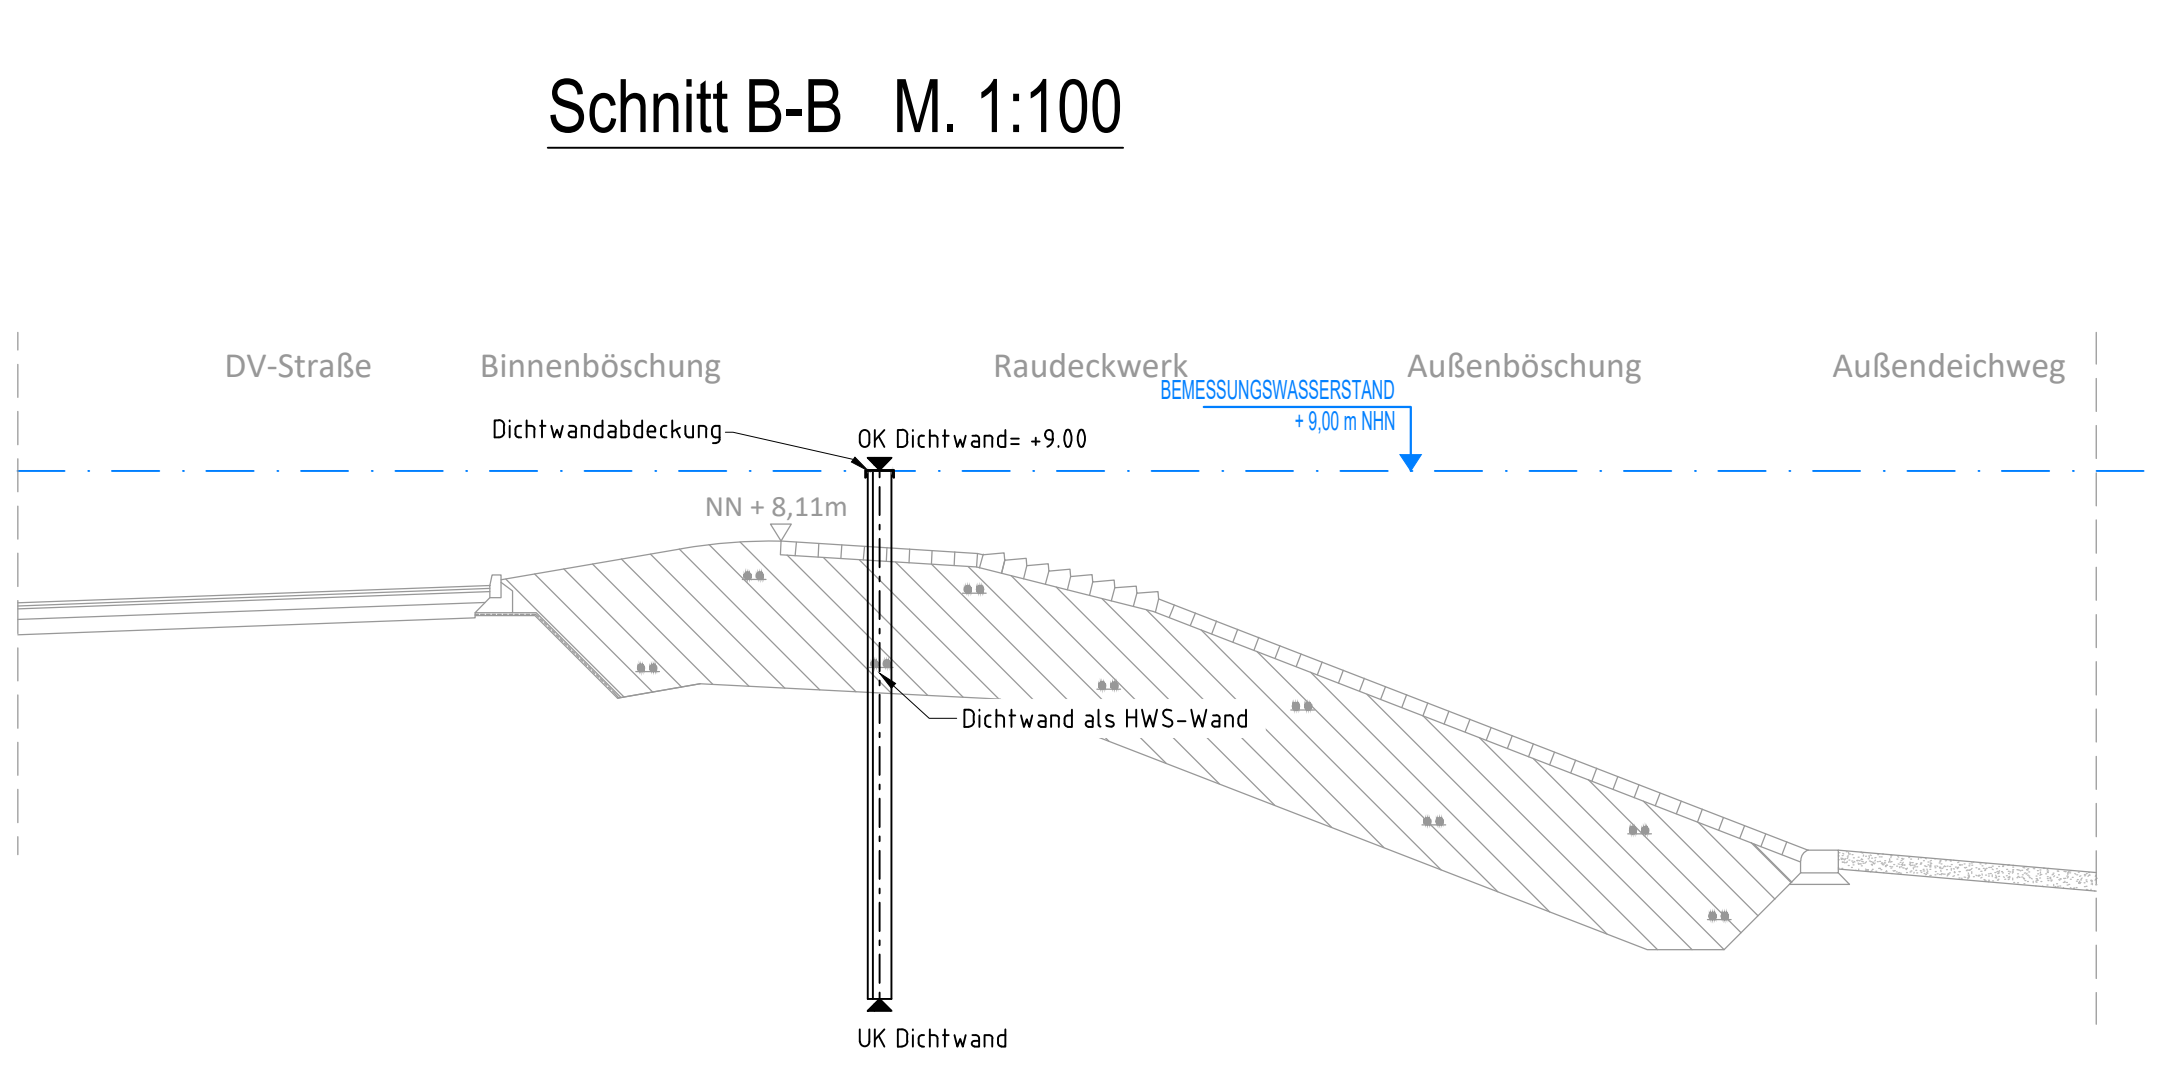 Schnitt B-B M. 1:100
DV-Straße
Binnenböschung
Raudeckwerk
Außenböschung
Außendeichweg
BEMESSUNGSWASSERSTAND
+ 9,00 m NHN
Dichtwandabdeckung
OK Dichtwand= +9.00
NN + 8,11m
Dichtwand als HWS-Wand
UK Dichtwand